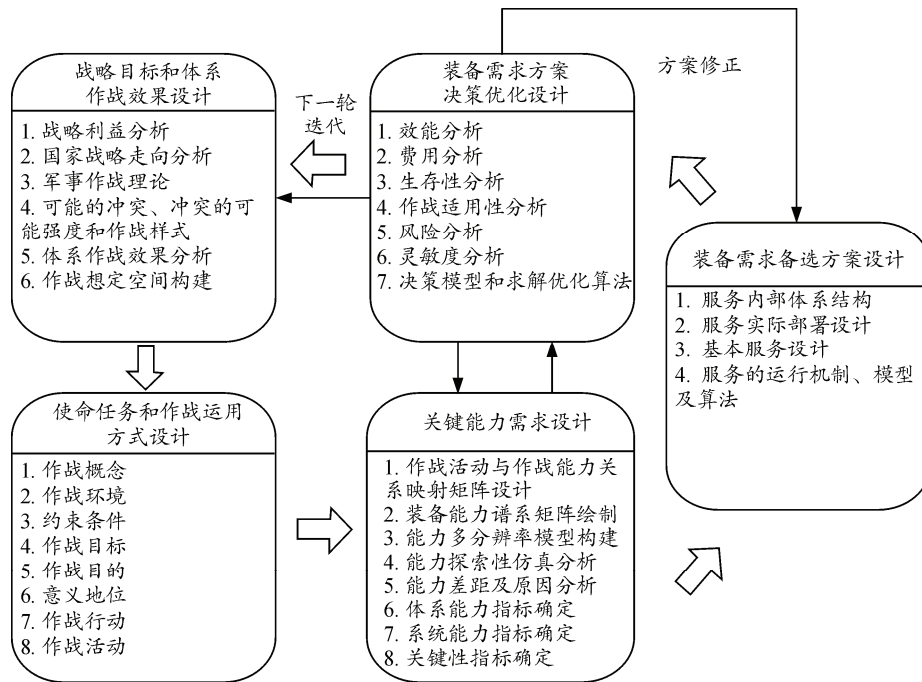 战略目标和体系
作战效果设计
1. 战略利益分析
2. 国家战略走向分析
3. 军事作战理论
4. 可能的冲突、冲突的可
能强度和作战样式
5. 体系作战效果分析
6. 作战想定空间构建
下一轮
迭代
装备需求方案
决策优化设计
1. 效能分析
2. 费用分析
3. 生存性分析
4. 作战适用性分析
5. 风险分析
6. 灵敏度分析
7. 决策模型和求解优化算法
方案修正
装备需求备选方案设计
1. 服务内部体系结构
2. 服务实际部署设计
3. 基本服务设计
4. 服务的运行机制、模型
及算法
使命任务和作战运用
方式设计
1. 作战概念
2. 作战环境
3. 约束条件
4. 作战目标
5. 作战目的
6. 意义地位
7. 作战行动
8. 作战活动
关键能力需求设计
1. 作战活动与作战能力关
系映射矩阵设计
2. 装备能力谱系矩阵绘制
3. 能力多分辨率模型构建
4. 能力探索性仿真分析
5. 能力差距及原因分析
6. 体系能力指标确定
7. 系统能力指标确定
8. 关键性指标确定